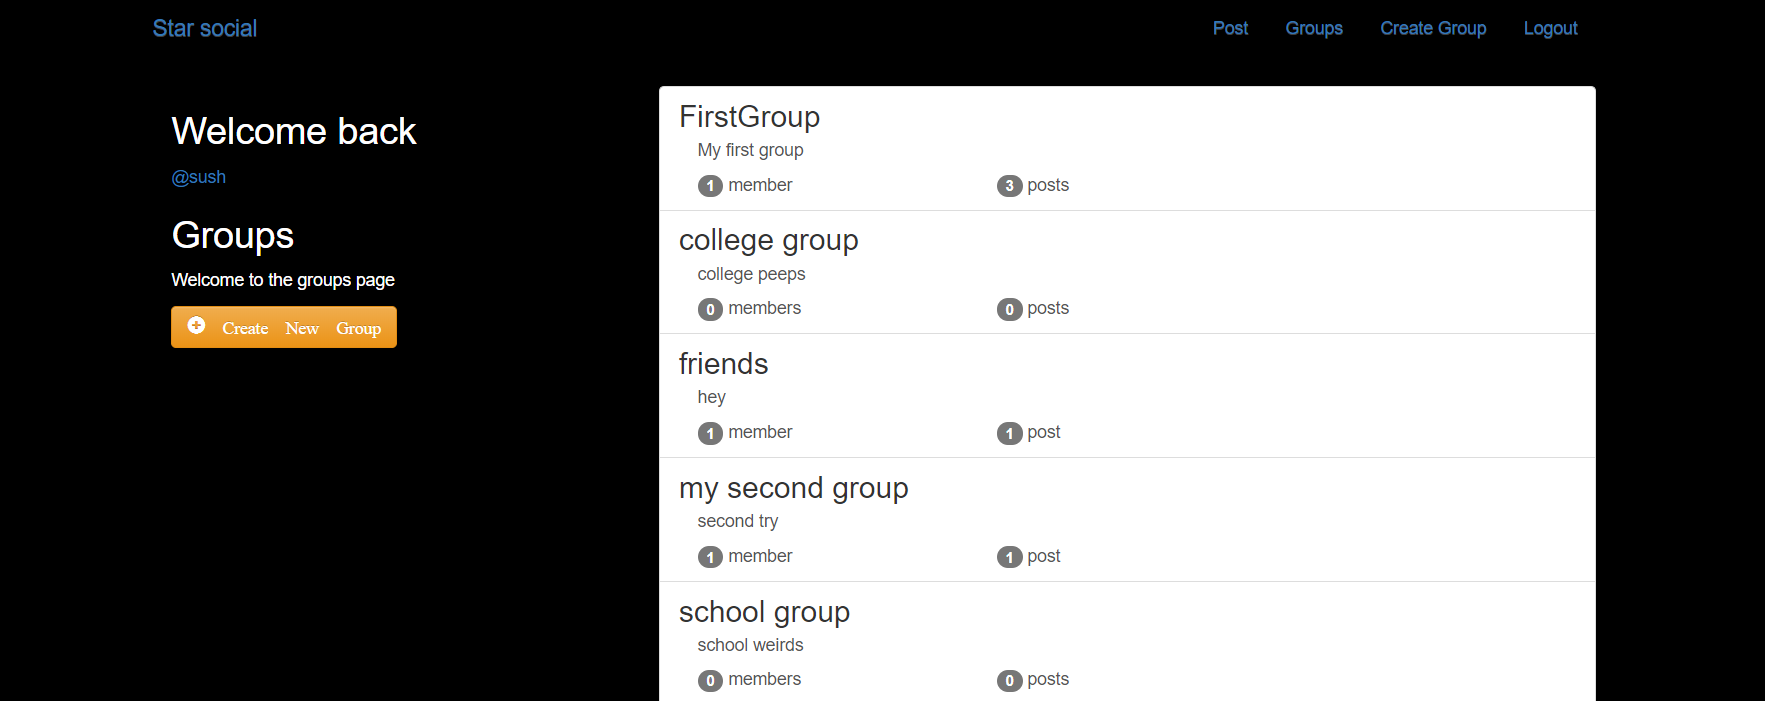 Star social
Post Groups Create Group Logout
Welcome back
@sush
Groups
Welcome to the groups page
Create New Group
FirstGroup
My first group
1 member 3 posts
college group
college peeps
0 members 0 posts
friends
hey
1 member 1 post
my second group
second try
1 member 1 post
school group
school weirds
0 members 0 posts